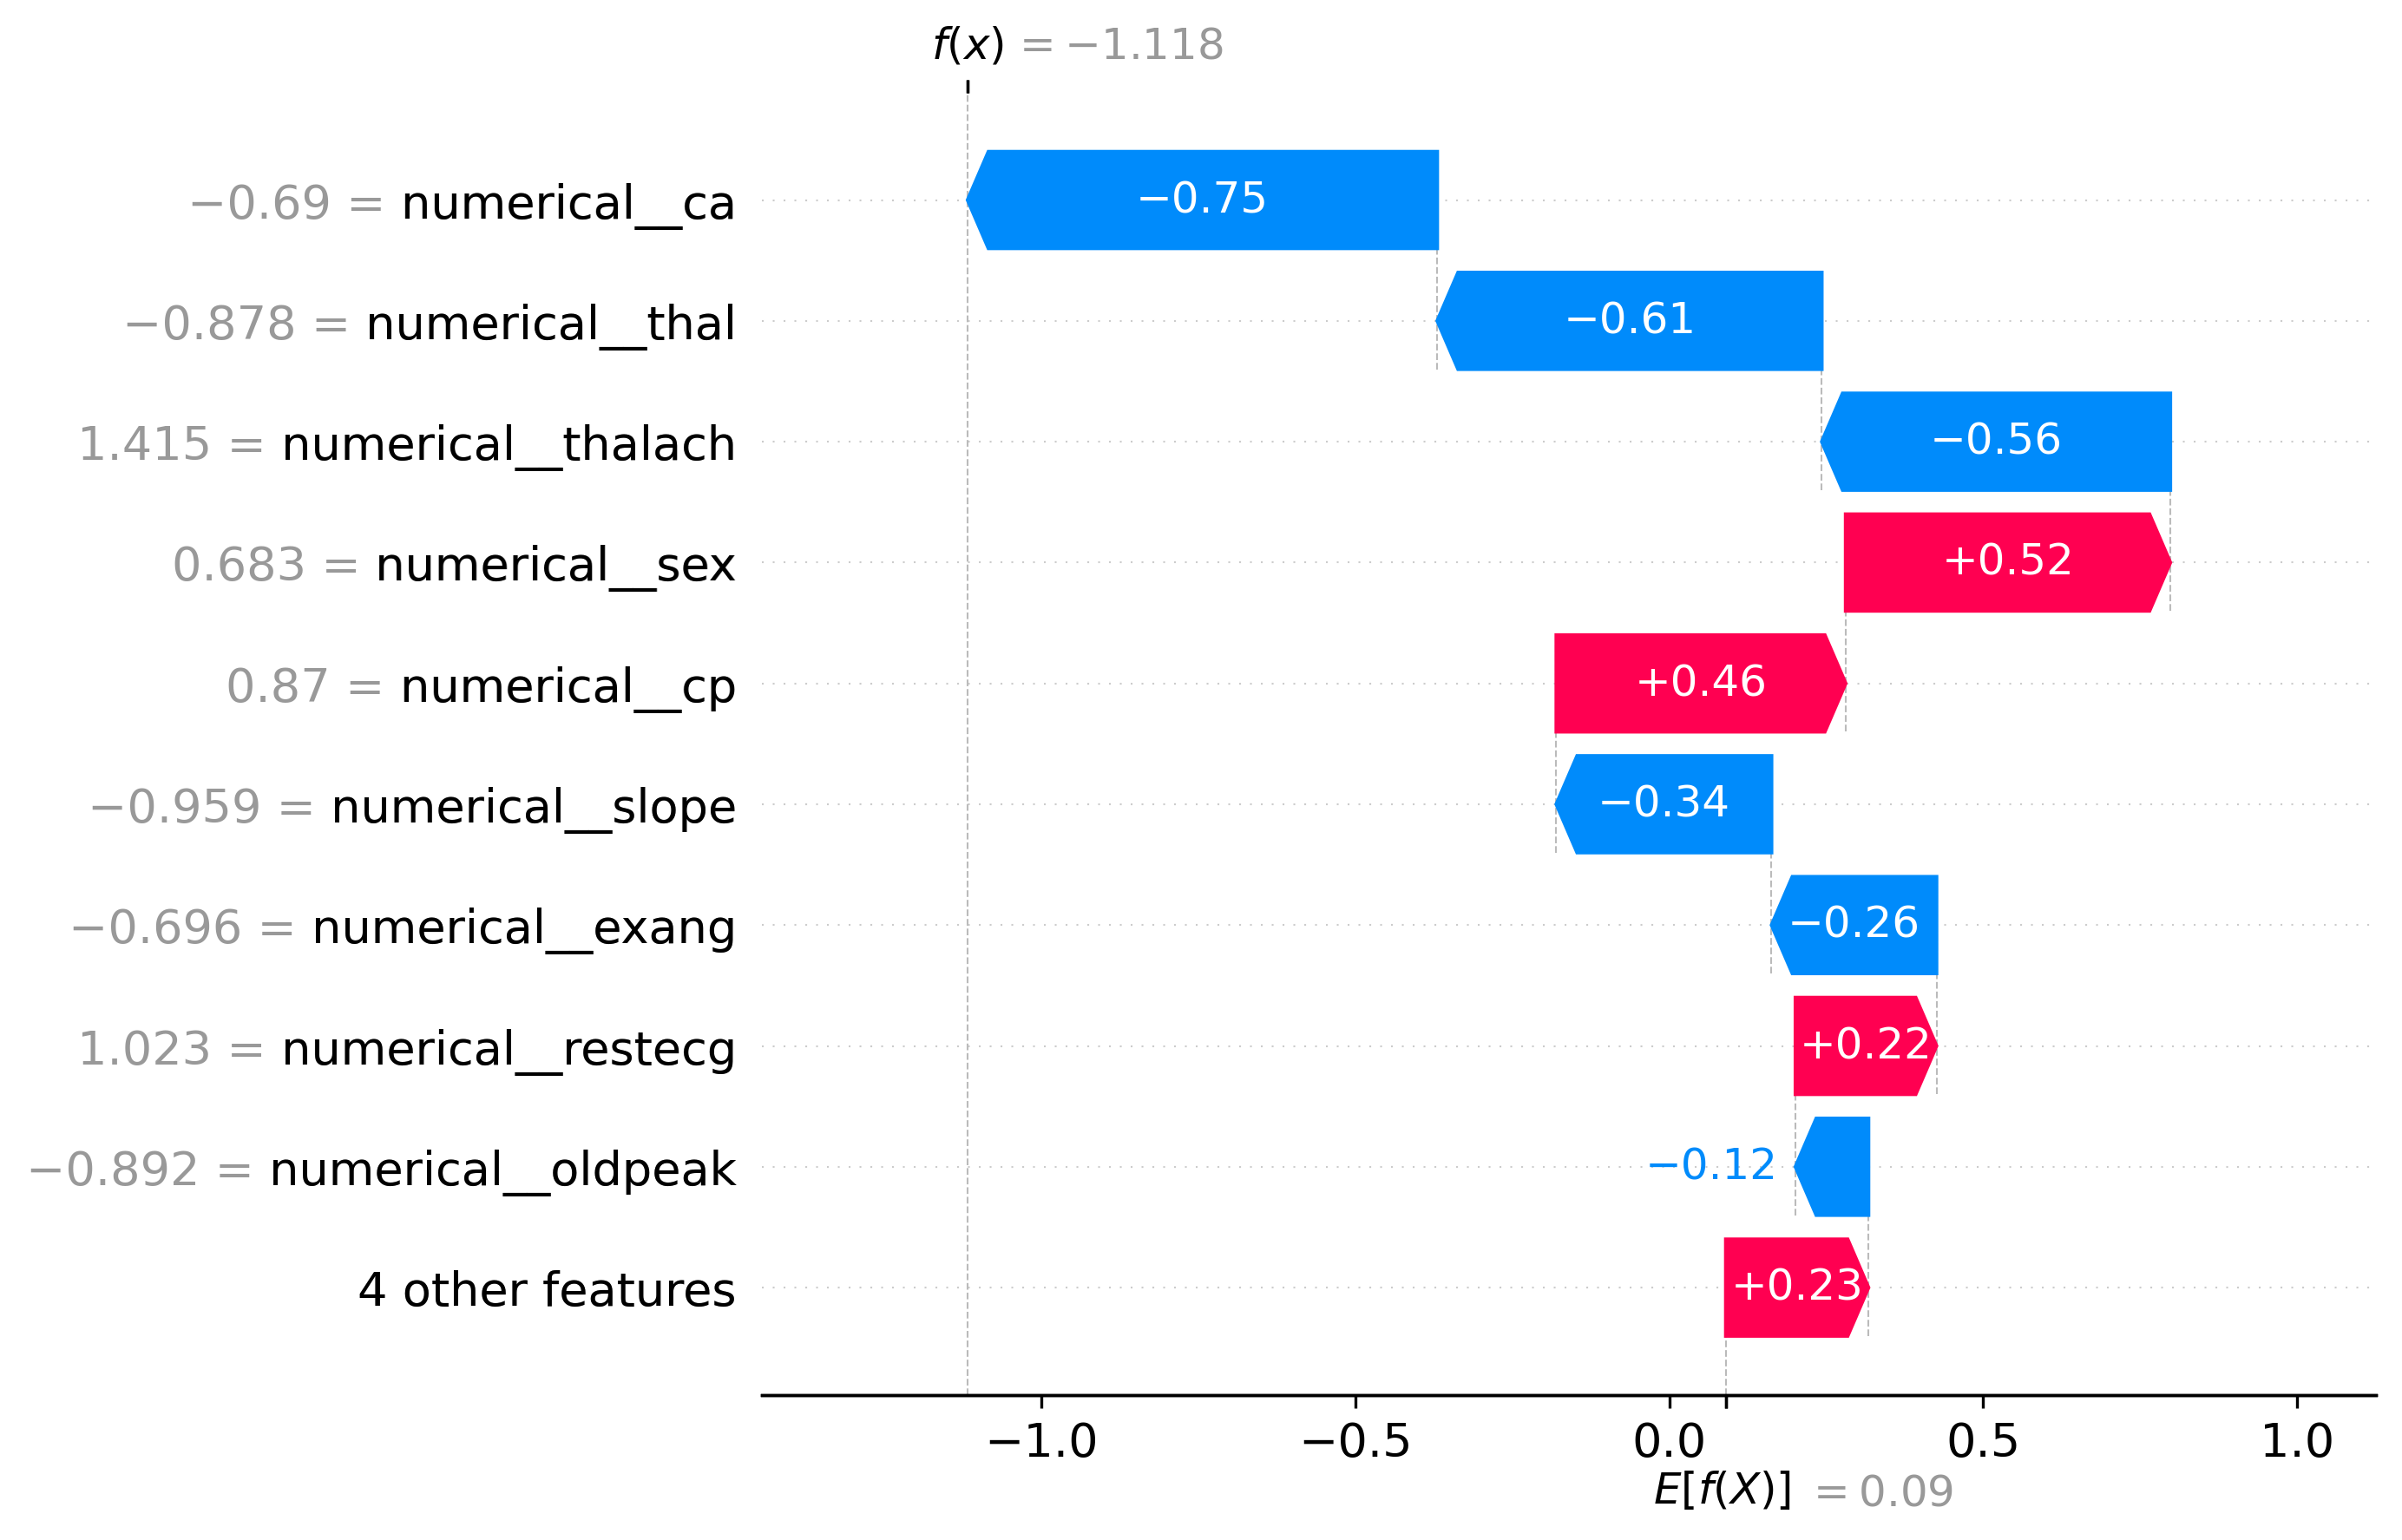 f(x) = −1.118
−0.69 = numerical__ca −0.75
−0.878 = numerical__thal −0.61
1.415 = numerical__thalach −0.56
0.683 = numerical__sex +0.52
0.87 = numerical__cp +0.46
−0.959 = numerical__slope −0.34
−0.696 = numerical__exang −0.26
1.023 = numerical__restecg +0.22
−0.892 = numerical__oldpeak −0.12
4 other features +0.23
−1.0 −0.5 0.0 0.5 1.0
E[f(X)] = 0.09